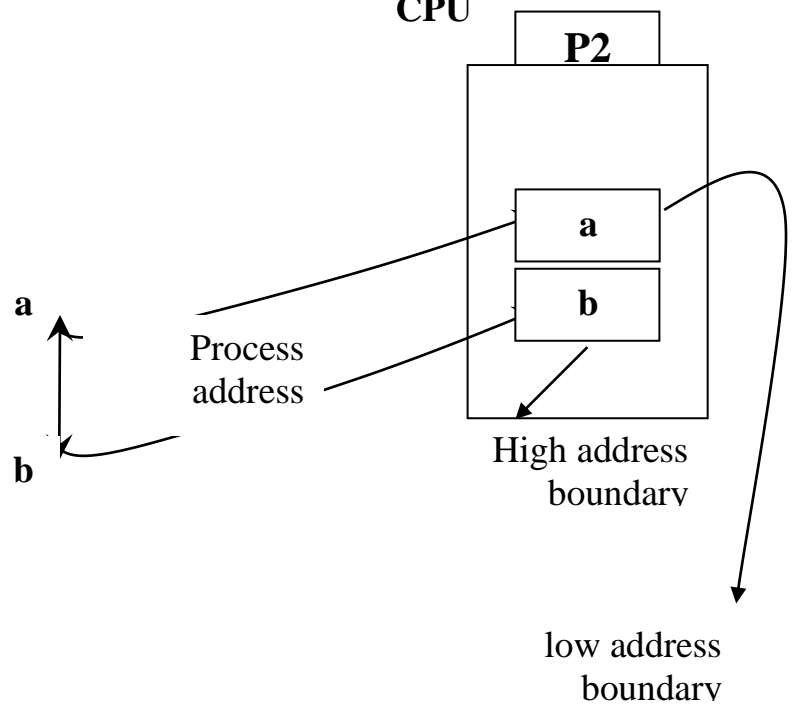 CPU
P2
a
b
a
b
Process
address
High address
boundary
low address
boundary